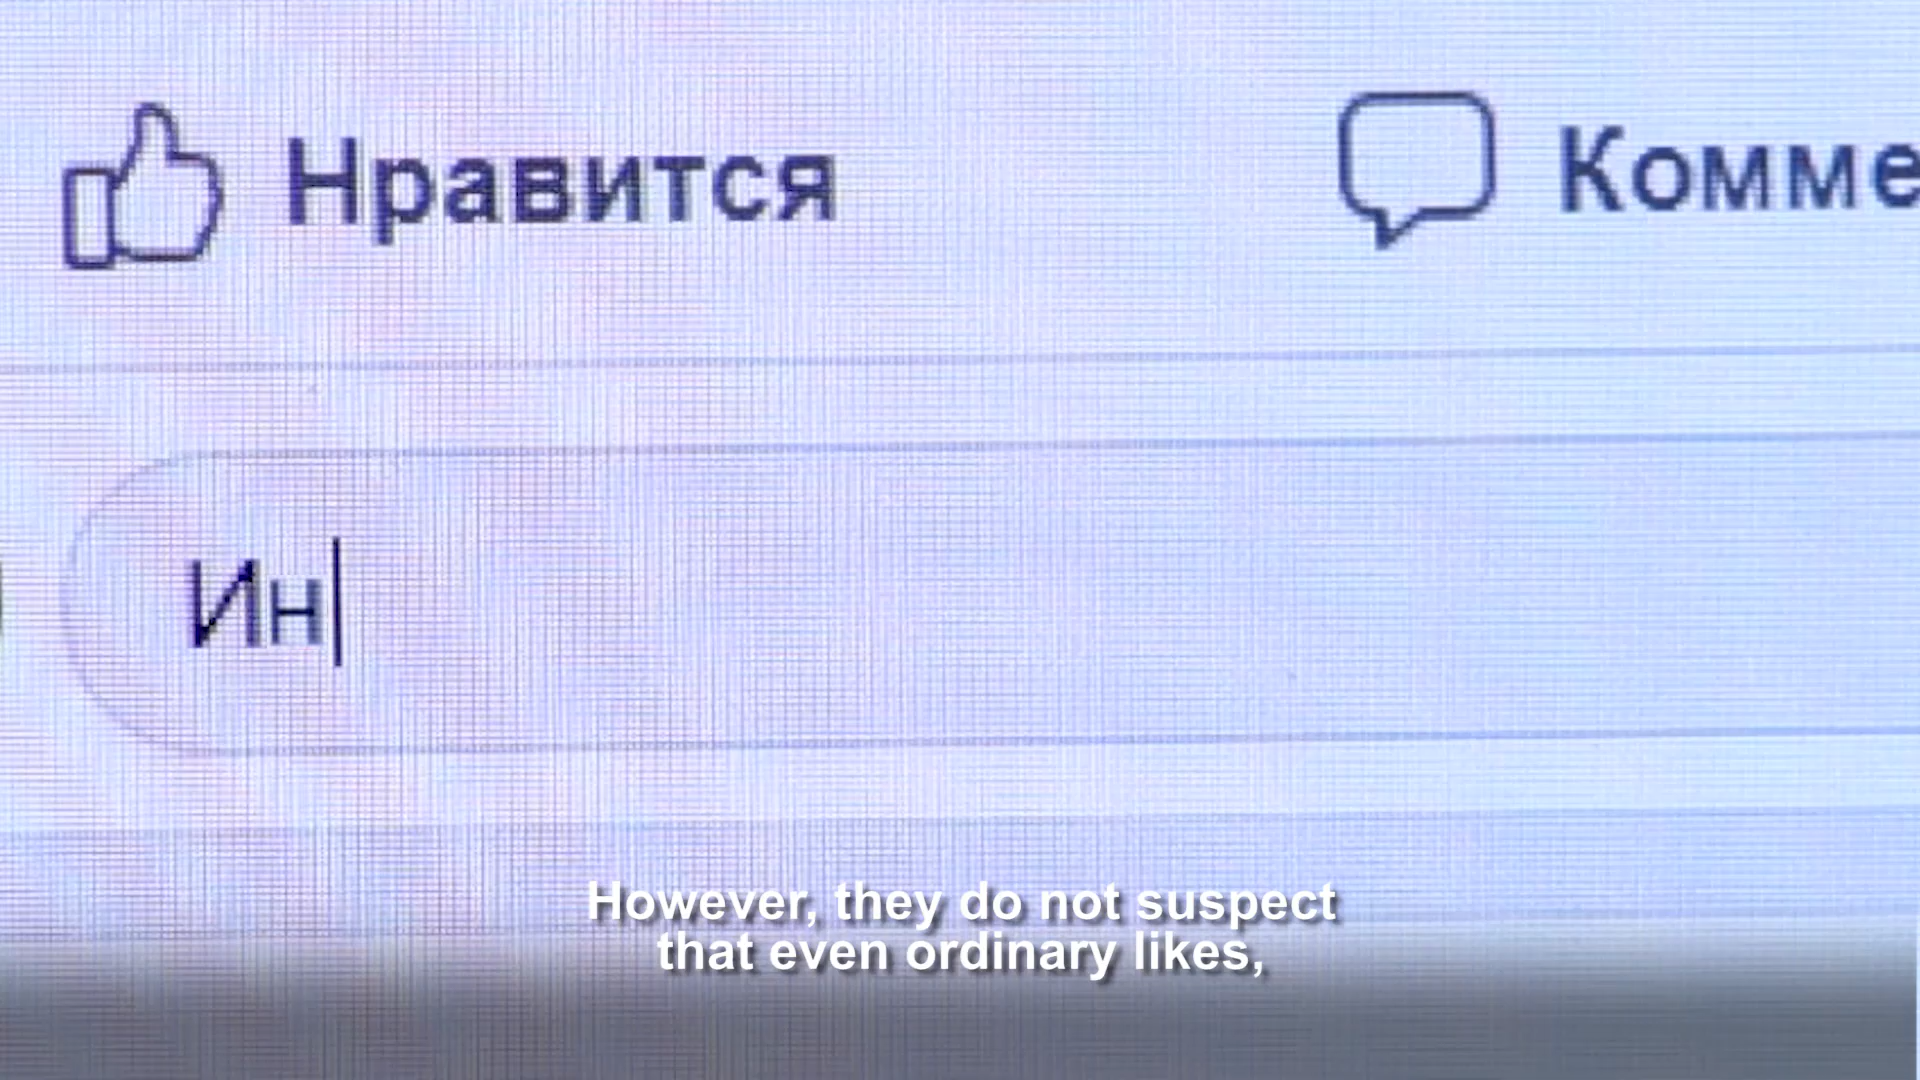 Нравится
Комме
Ин
However, they do not suspect
that even ordinary likes,